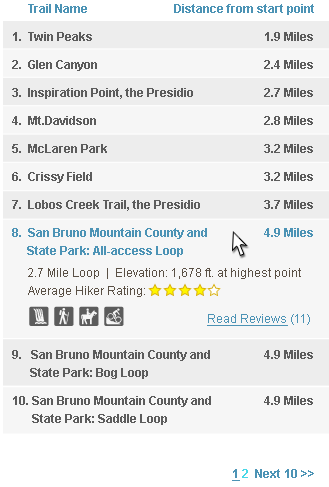 Trail Name Distance from start point
1. Twin Peaks 1.9 Miles
2. Glen Canyon 2.4 Miles
3. Inspiration Point, the Presidio 2.7 Miles
4. Mt.Davidson 2.8 Miles
5. McLaren Park 3.2 Miles
6. Crissy Field 3.2 Miles
7. Lobos Creek Trail, the Presidio 3.7 Miles
8. San Bruno Mountain County and 4.9 Miles
State Park: All-access Loop
2.7 Mile Loop | Elevation: 1,678 ft. at highest point
Average Hiker Rating:
Read Reviews (11)
9. San Bruno Mountain County and 4.9 Miles
State Park: Bog Loop
10. San Bruno Mountain County and 4.9 Miles
State Park: Saddle Loop
1 2 Next 10 >>